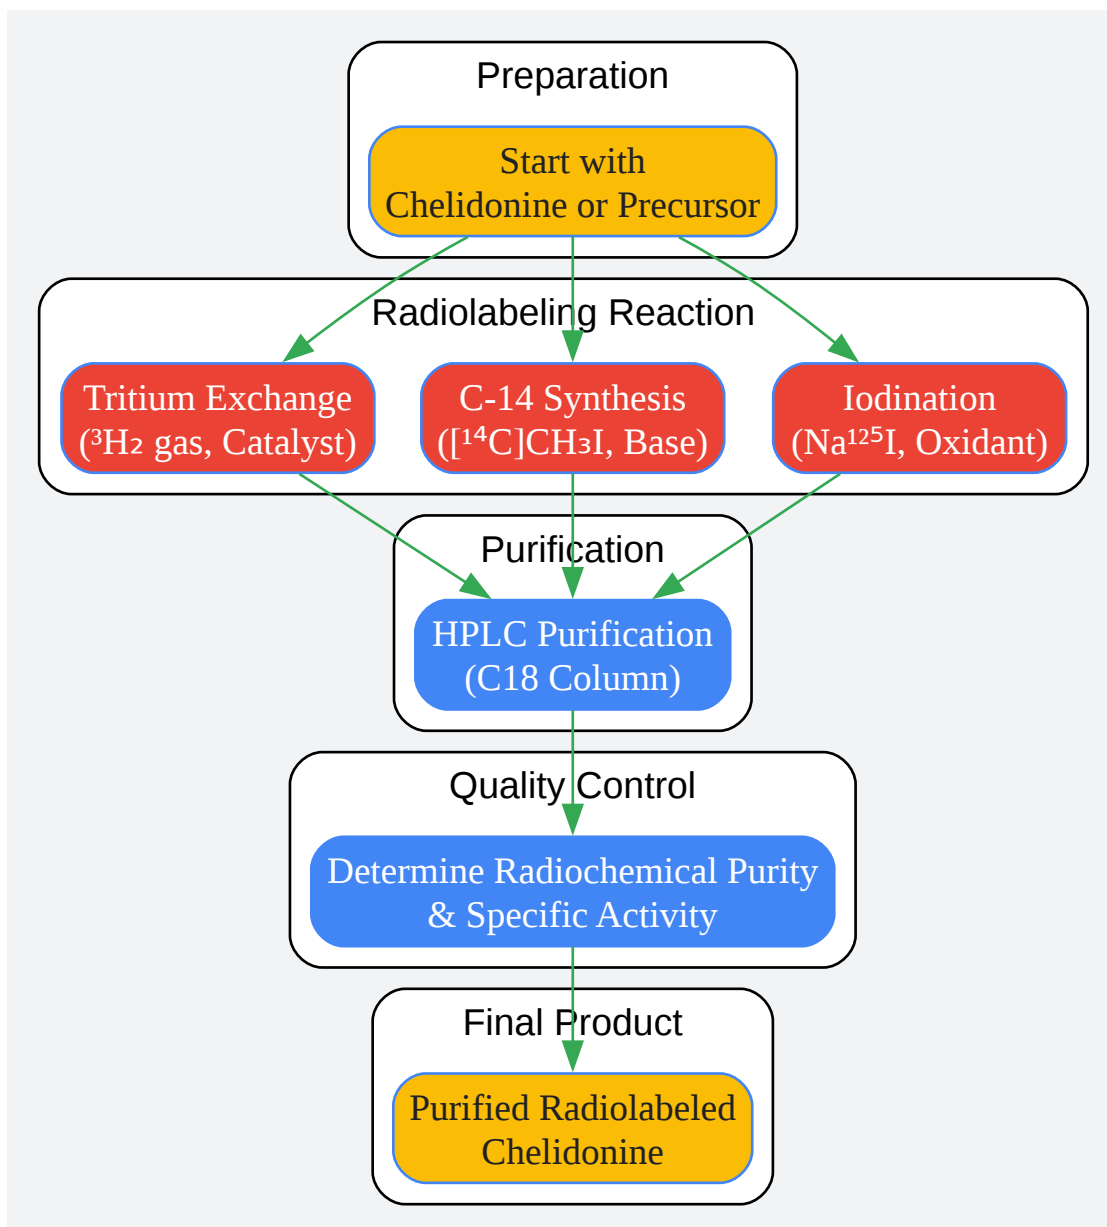 Preparation
Start with
Chelidonine or Precursor
Radiolabeling Reaction
Tritium Exchange
(³H₂ gas, Catalyst)
C-14 Synthesis
([¹⁴C]CH₃I, Base)
Iodination
(Na¹²⁵I, Oxidant)
Purification
HPLC Purification
(C18 Column)
Quality Control
Determine Radiochemical Purity
& Specific Activity
Final Product
Purified Radiolabeled
Chelidonine